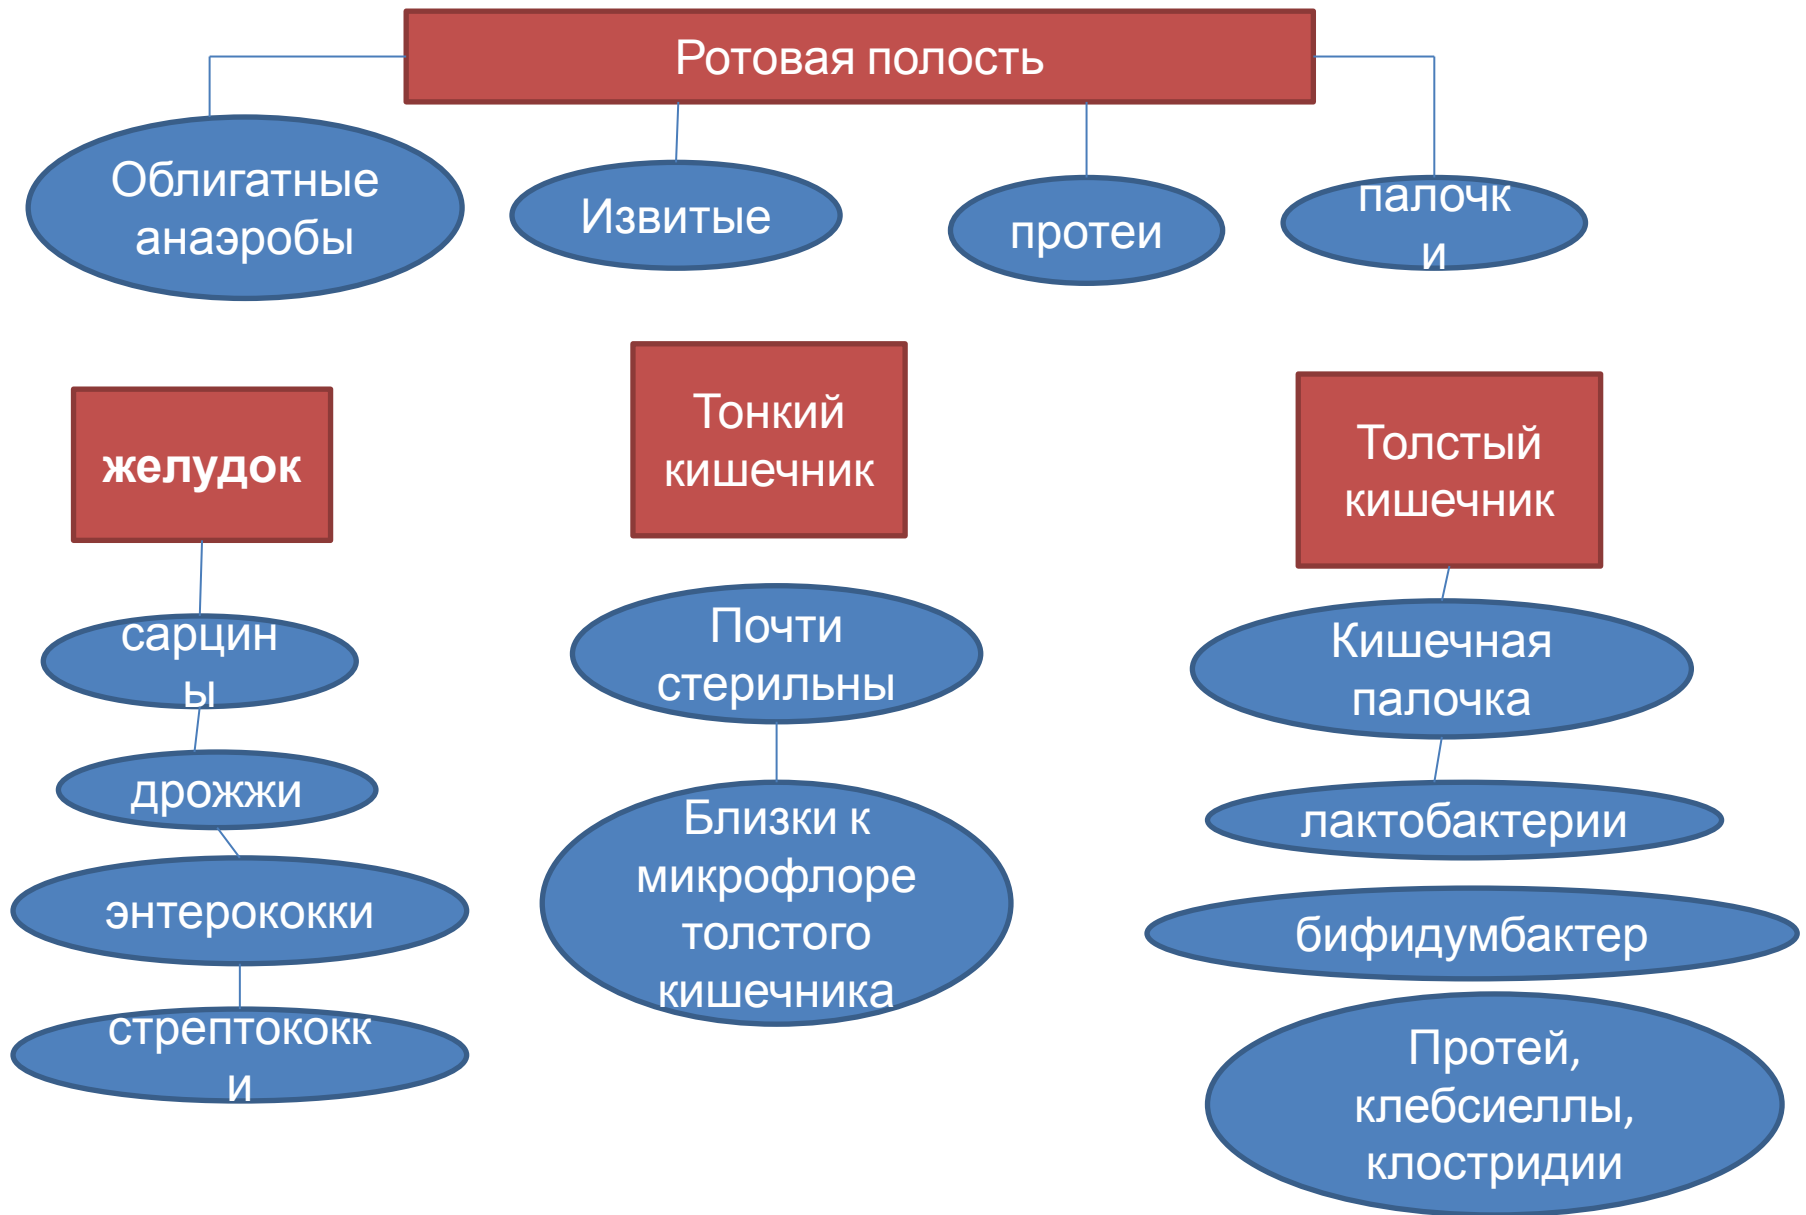 Ротовая полость
Облигатные
анаэробы
Извитые
протеи
палочк
и
желудок
сарцин
ы
дрожжи
энтерококки
стрептококк
и
Тонкий
кишечник
Почти
стерильны
Близки к
микрофлоре
толстого
кишечника
Толстый
кишечник
Кишечная
палочка
лактобактерии
бифидумбактер
Протей,
клебсиеллы,
клостридии